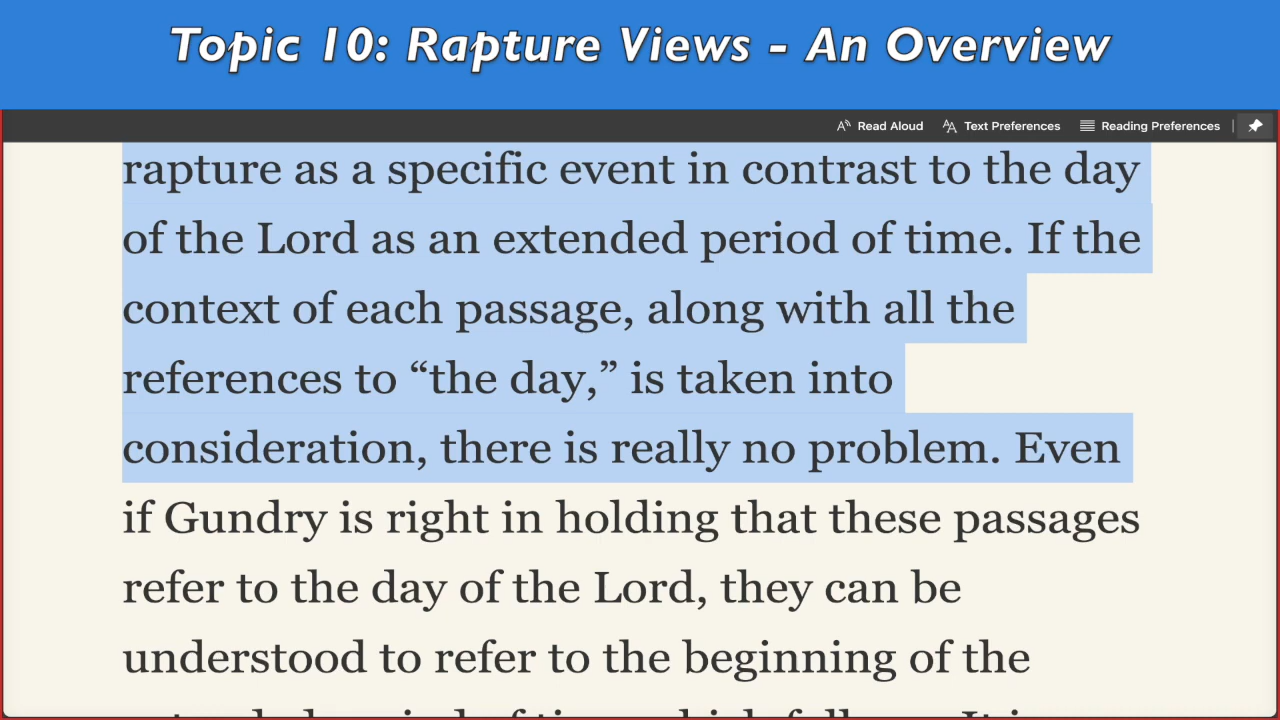 Topic 10: Rapture Views - An Overview
Read Aloud Text Preferences Reading Preferences
rapture as a specific event in contrast to the day
of the Lord as an extended period of time. If the
context of each passage, along with all the
references to “the day,” is taken into
consideration, there is really no problem. Even
if Gundry is right in holding that these passages
refer to the day of the Lord, they can be
understood to refer to the beginning of the